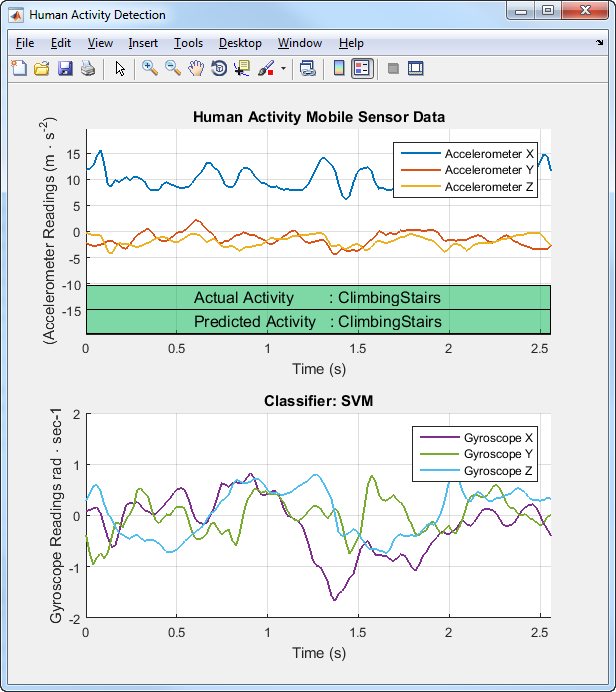 Human Activity Detection
File Edit View Insert Tools Desktop Window Help
Human Activity Mobile Sensor Data
(Accelerometer Readings (m · s-2)
15
10
5
0
-5
-10
-15
Accelerometer X
Accelerometer Y
Accelerometer Z
Actual Activity : ClimbingStairs
Predicted Activity : ClimbingStairs
0 0.5 1 1.5 2 2.5
Time (s)
Classifier: SVM
Gyroscope Readings rad · sec-1
2
1
0
-1
-2
Gyroscope X
Gyroscope Y
Gyroscope Z
0 0.5 1 1.5 2 2.5
Time (s)